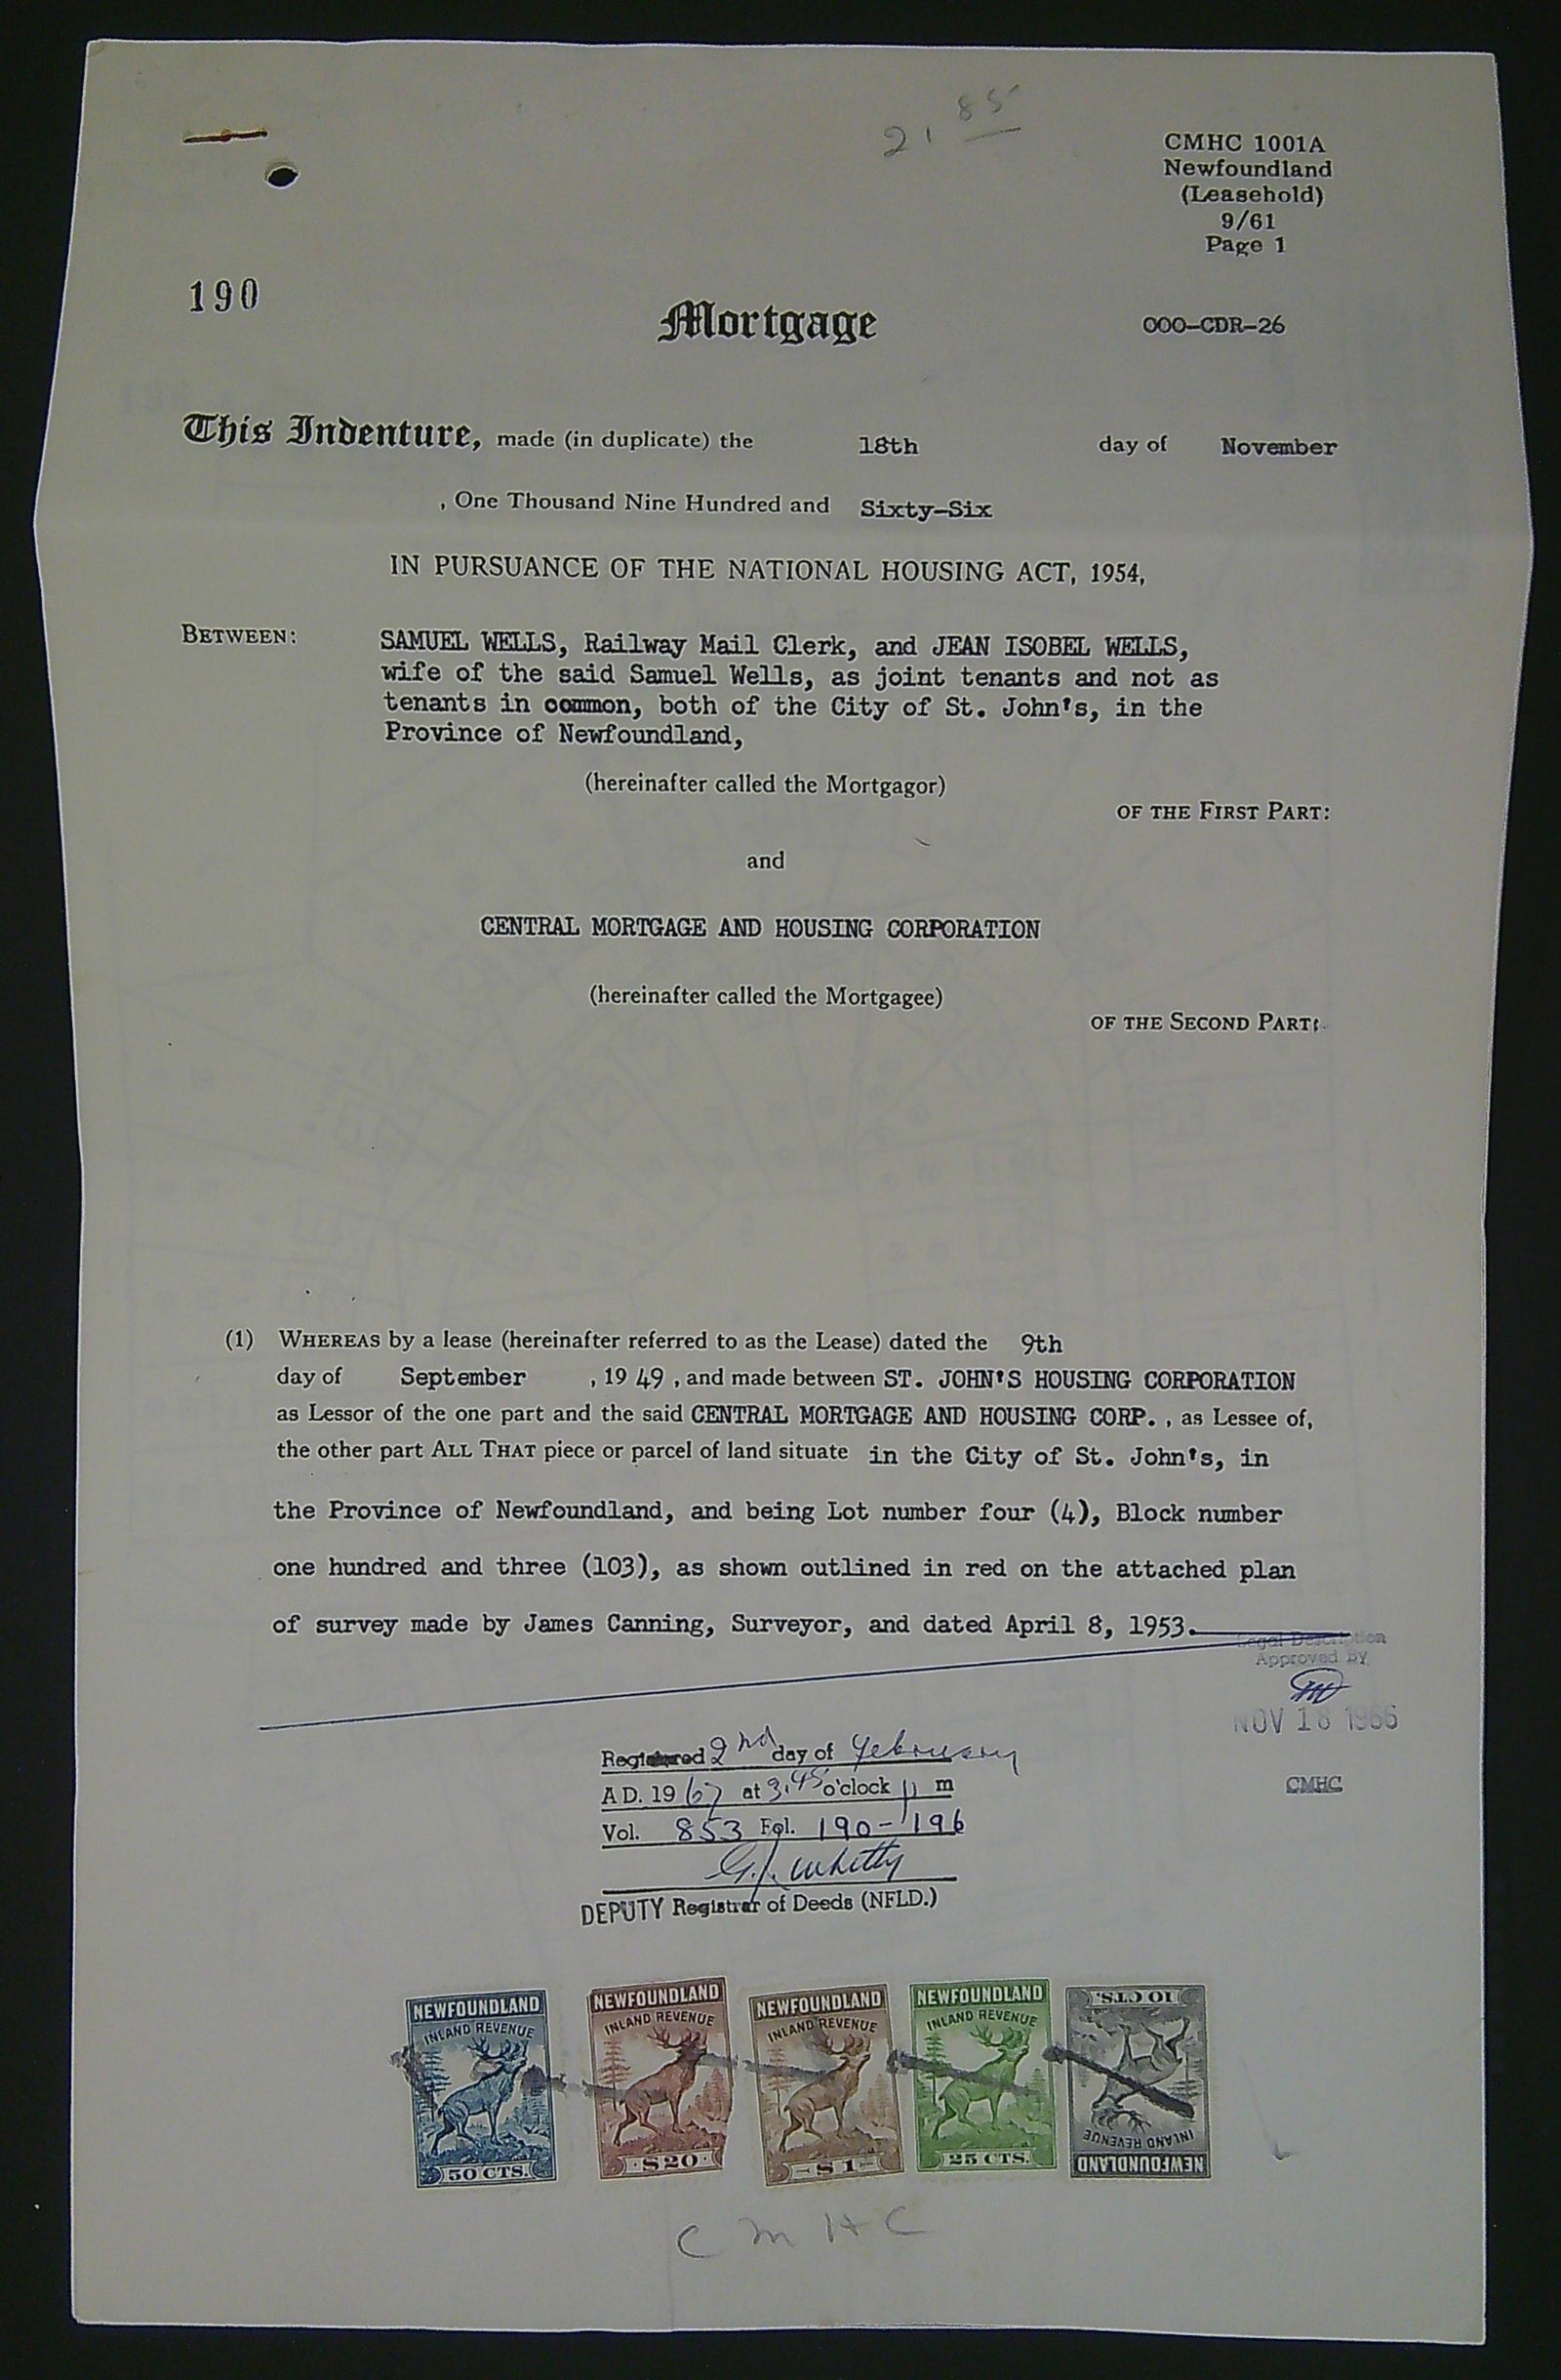 21.85
CMHC 1001A
Newfoundland
(Leasehold)
9/61
Page 1
190
Mortgage
000-CDR-26
This Indenture, made (in duplicate) the 18th day of November
, One Thousand Nine Hundred and Sixty-Six
IN PURSUANCE OF THE NATIONAL HOUSING ACT, 1954,
BETWEEN: SAMUEL WELLS, Railway Mail Clerk, and JEAN ISOBEL WELLS,
wife of the said Samuel Wells, as joint tenants and not as
tenants in common, both of the City of St. John's, in the
Province of Newfoundland,
(hereinafter called the Mortgagor)
OF THE FIRST PART:
and
CENTRAL MORTGAGE AND HOUSING CORPORATION
(hereinafter called the Mortgagee)
OF THE SECOND PART:
(1) WHEREAS by a lease (hereinafter referred to as the Lease) dated the 9th
day of September , 19 49 , and made between ST. JOHN'S HOUSING CORPORATION
as Lessor of the one part and the said CENTRAL MORTGAGE AND HOUSING CORP. , as Lessee of,
the other part ALL THAT piece or parcel of land situate in the City of St. John's, in
the Province of Newfoundland, and being Lot number four (4), Block number
one hundred and three (103), as shown outlined in red on the attached plan
of survey made by James Canning, Surveyor, and dated April 8, 1953.
Legal Description
Approved By
NOV 18 1966
CMHC
Registered 2nd day of February
A D. 19 67 at 3.45 o'clock p m
Vol. 853 Fol. 190-196
G.J. Whitty
DEPUTY Registrar of Deeds (NFLD.)
NEWFOUNDLAND
INLAND REVENUE
50 CTS.
NEWFOUNDLAND
INLAND REVENUE
$20
NEWFOUNDLAND
INLAND REVENUE
$1
NEWFOUNDLAND
INLAND REVENUE
25 CTS.
NEWFOUNDLAND
INLAND REVENUE
10 CTS.
CMHC